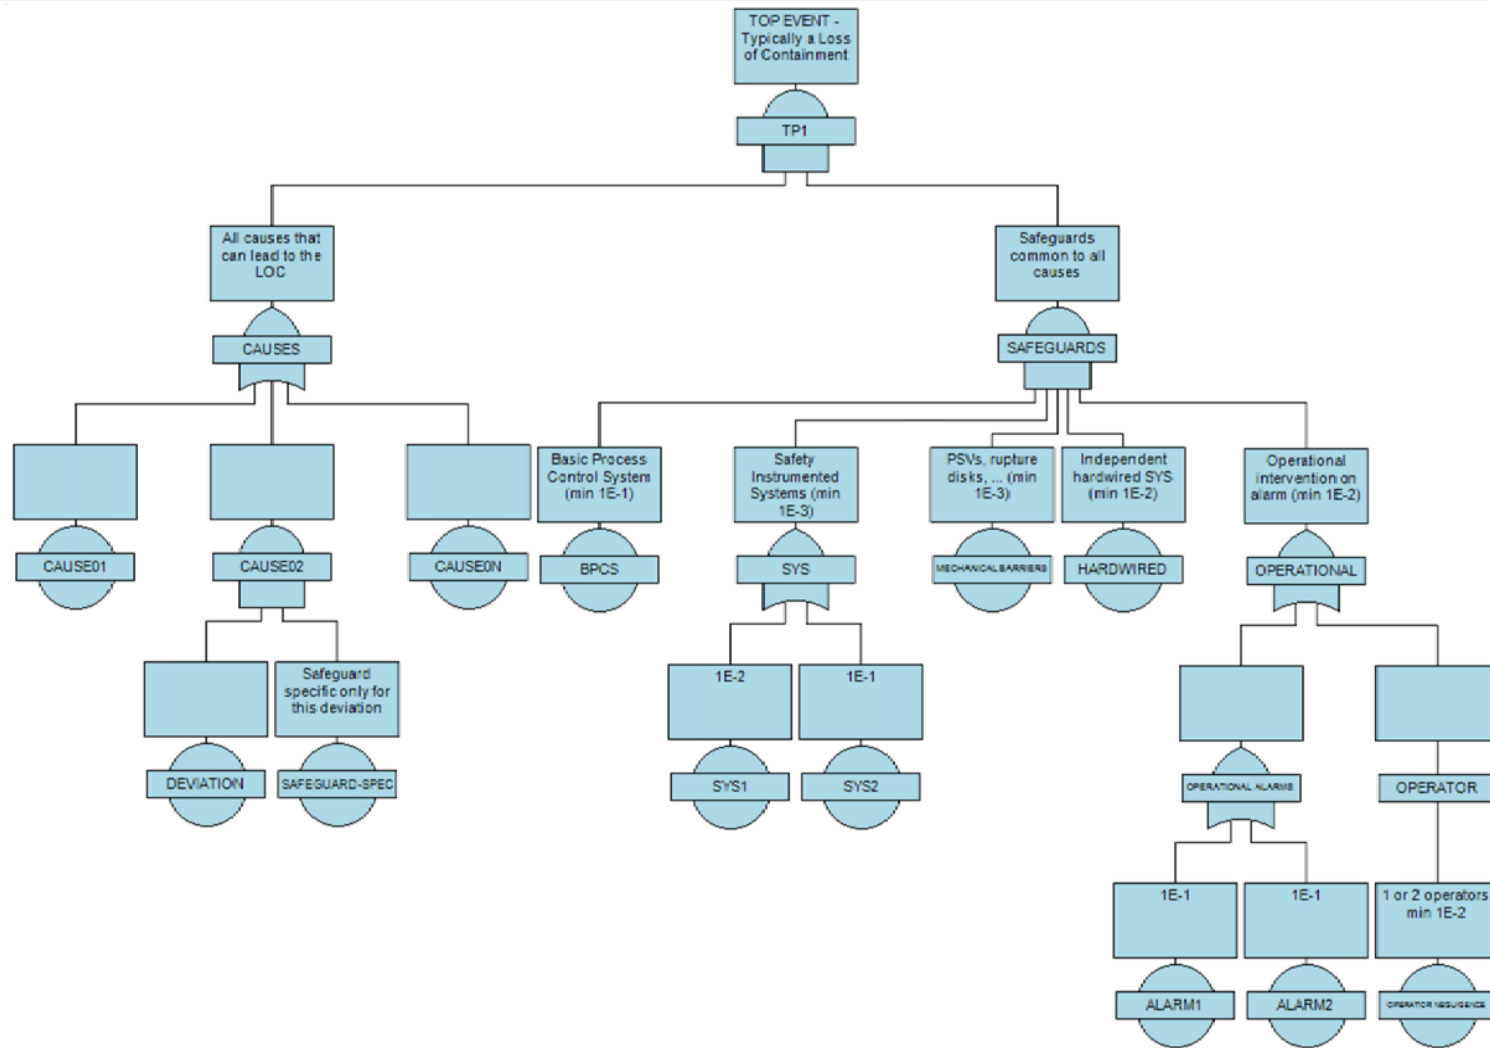 TOP EVENT -
Typically a Loss
of Containment
TP1
All causes that
can lead to the
LOC
CAUSES
Safeguards
common to all
causes
SAFEGUARDS
CAUSE01
CAUSE02
CAUSE0N
Basic Process
Control System
(min 1E-1)
BPCS
Safety
Instrumented
Systems (min
1E-3)
SYS
PSVs, rupture
disks, ... (min
1E-3)
MECHANICAL BARRIERS
Independent
hardwired SYS
(min 1E-2)
HARDWIRED
Operational
intervention on
alarm (min 1E-2)
OPERATIONAL
DEVIATION
Safeguard
specific only for
this deviation
SAFEGUARD-SPEC
1E-2
SYS1
1E-1
SYS2
OPERATIONAL ALARMS
OPERATOR
1E-1
ALARM1
1E-1
ALARM2
1 or 2 operators
min 1E-2
OPERATOR NEGLIGENCE